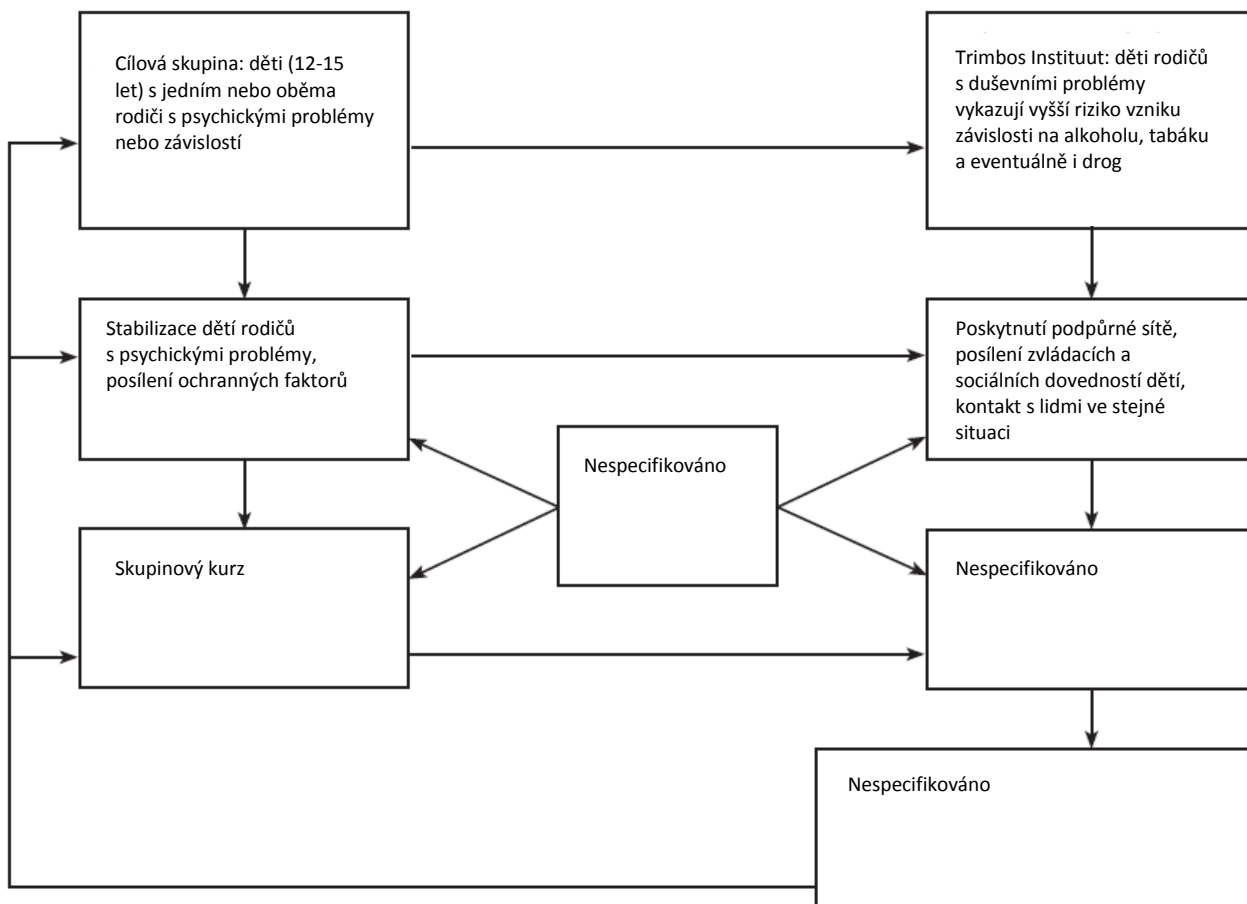 Cílová skupina: děti (12-15
let) s jedním nebo oběma
rodiči s psychickými problémy
nebo závislostí
Trimbos Instituut: děti rodičů
s duševními problémy
vykazují vyšší riziko vzniku
závislosti na alkoholu, tabáku
a eventuálně i drog
Stabilizace dětí rodičů
s psychickými problémy,
posílení ochranných faktorů
Poskytnutí podpůrné sítě,
posílení zvládacích a
sociálních dovedností dětí,
kontakt s lidmi ve stejné
situaci
Nespecifikováno
Skupinový kurz
Nespecifikováno
Nespecifikováno